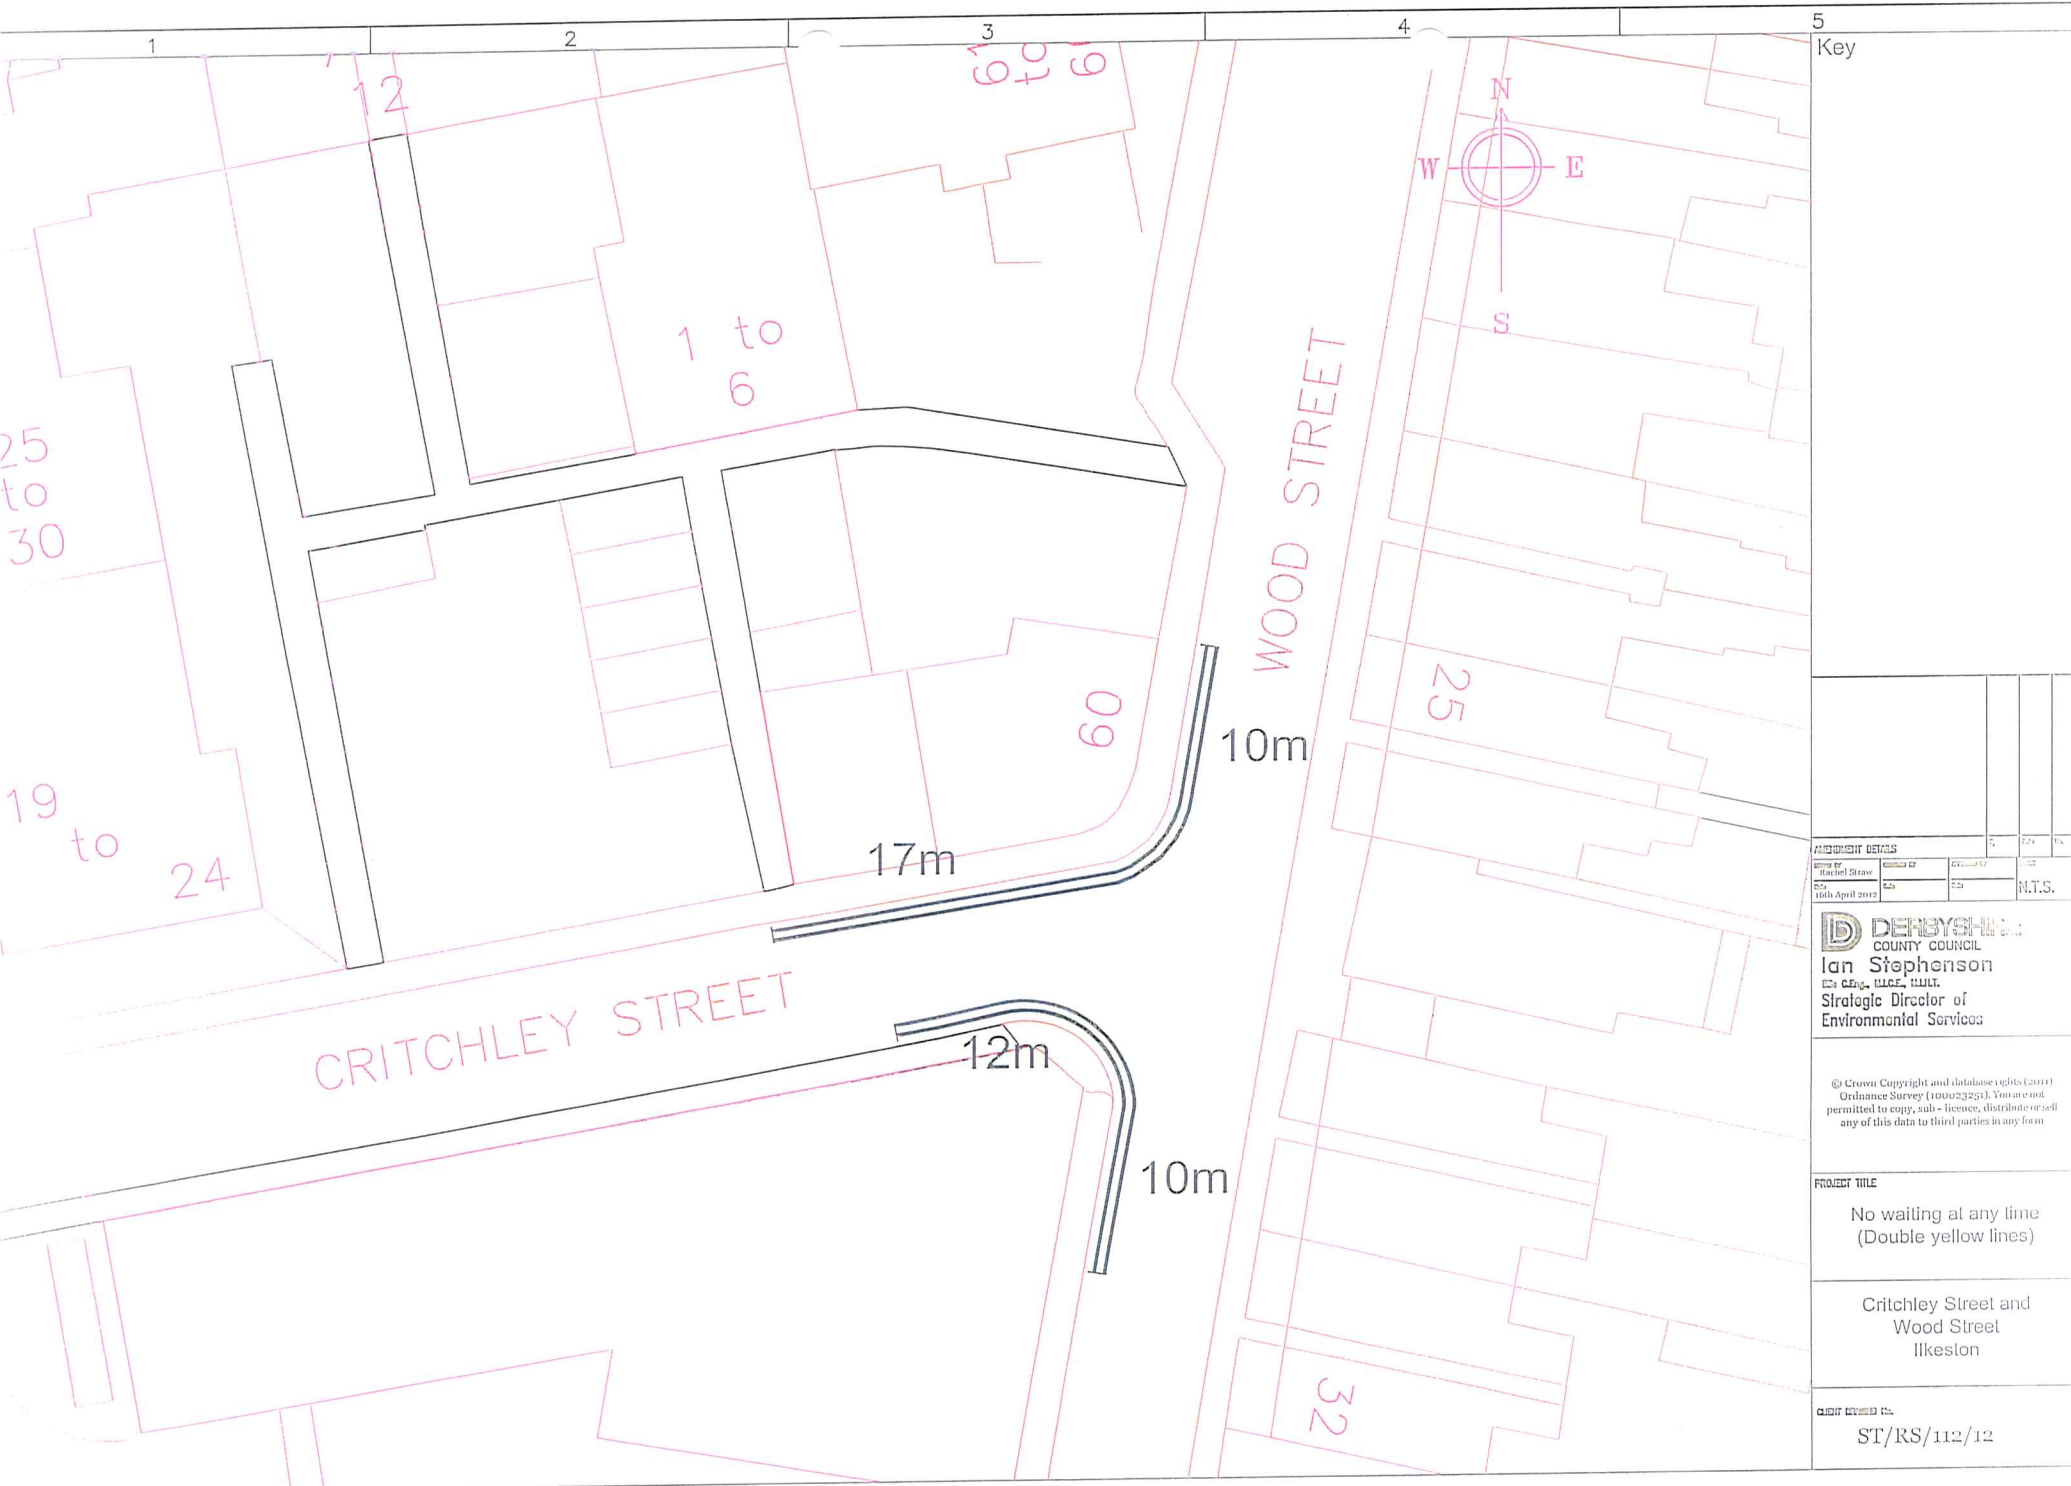 1
2
3
4
5
Key
12
19
to
61
N
W
E
S
1 to
6
WOOD STREET
25
to
30
60
25
10m
19
to
24
17m
CRITCHLEY STREET
12m
10m
32
AMENDMENT DETAILS
Rachel Straw
16th April 2012
N.T.S.
DERBYSHIRE
COUNTY COUNCIL
Ian Stephenson
BSc C.Eng., M.I.C.E., M.I.H.T.
Strategic Director of
Environmental Services
© Crown Copyright and database rights (2011)
Ordnance Survey (100023251). You are not
permitted to copy, sub - licence, distribute or sell
any of this data to third parties in any form
PROJECT TITLE
No waiting at any time
(Double yellow lines)
Critchley Street and
Wood Street
Ilkeston
ST/RS/112/12